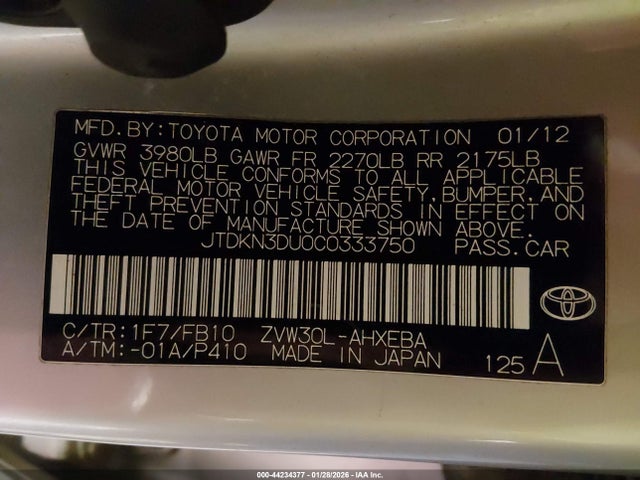 MFD.BY:TOYOTA MOTOR CORPORATION 01/12
GVWR 3980LB GAWR FR 2270LB RR 2175LB
THIS VEHICLE CONFORMS TO ALL APPLICABLE
FEDERAL MOTOR VEHICLE SAFETY,BUMPER,AND
THEFT PREVENTION STANDARDS IN EFFECT ON
THE DATE OF MANUFACTURE SHOWN ABOVE.
JTDKN3DU0C0333750 PASS.CAR
C/TR:1F7/FB10 ZVW30L-AHXEBA
A/TM:-01A/P410 MADE IN JAPAN 125 A
000-44234377 - 01/28/2026 - IAA Inc.